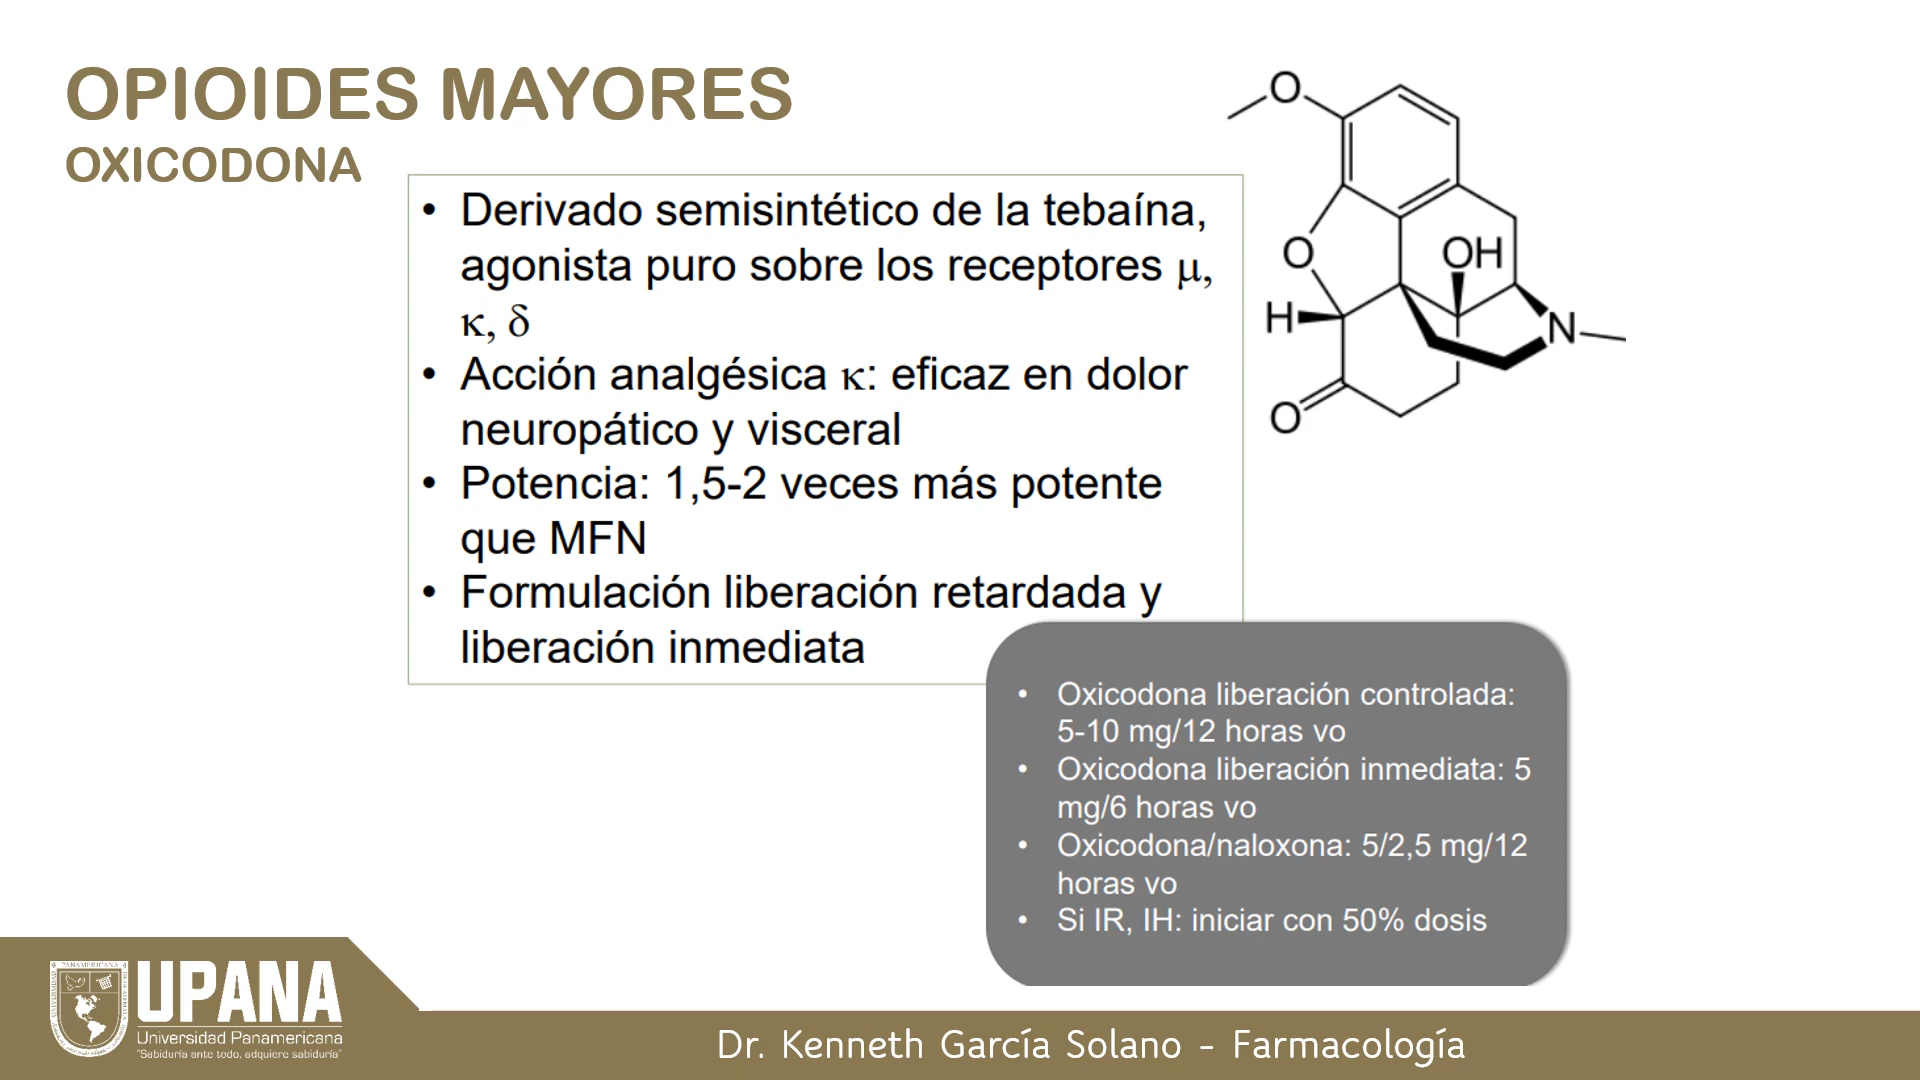 OPIOIDES MAYORES
OXICODONA
• Derivado semisintético de la tebaína,
agonista puro sobre los receptores μ,
κ, δ
• Acción analgésica κ: eficaz en dolor
neuropático y visceral
• Potencia: 1,5-2 veces más potente
que MFN
• Formulación liberación retardada y
liberación inmediata
O
O
OH
H
N
O
• Oxicodona liberación controlada:
5-10 mg/12 horas vo
• Oxicodona liberación inmediata: 5
mg/6 horas vo
• Oxicodona/naloxona: 5/2,5 mg/12
horas vo
• Si IR, IH: iniciar con 50% dosis
UPANA
Universidad Panamericana
"Sabiduría ante todo, adquiere sabiduría"
Dr. Kenneth García Solano - Farmacología